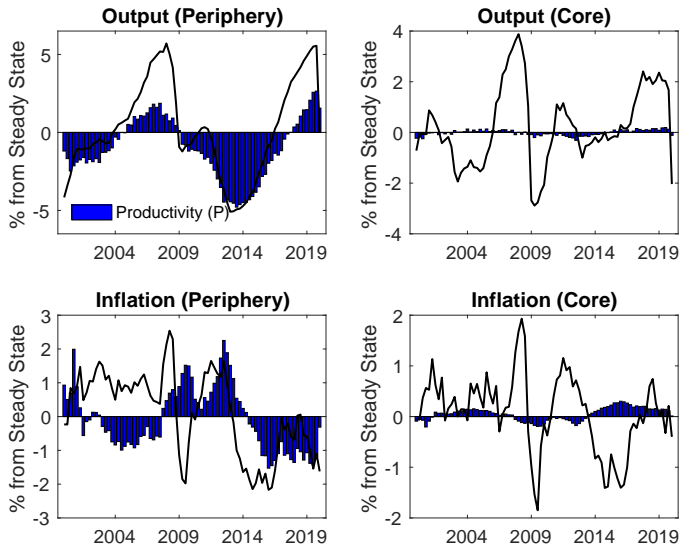 Output (Periphery)
% from Steady State
5
0
-5
Productivity (P)
2004 2009 2014 2019
Output (Core)
% from Steady State
4
2
0
-2
-4
2004 2009 2014 2019
Inflation (Periphery)
% from Steady State
3
2
1
0
-1
-2
-3
2004 2009 2014 2019
Inflation (Core)
% from Steady State
2
1
0
-1
-2
2004 2009 2014 2019